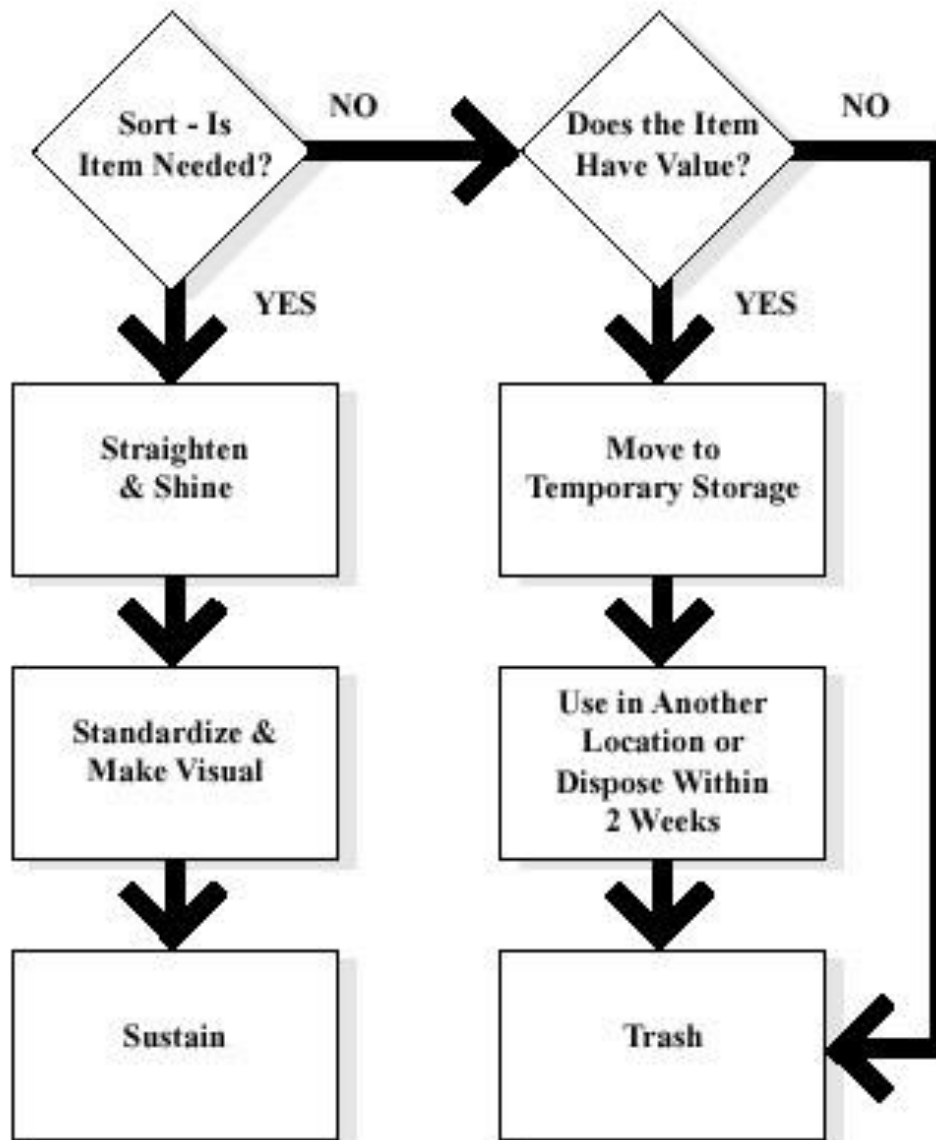 Sort - Is
Item Needed?
NO
Does the Item
Have Value?
NO
YES
YES
Straighten
& Shine
Move to
Temporary Storage
Standardize &
Make Visual
Use in Another
Location or
Dispose Within
2 Weeks
Sustain
Trash